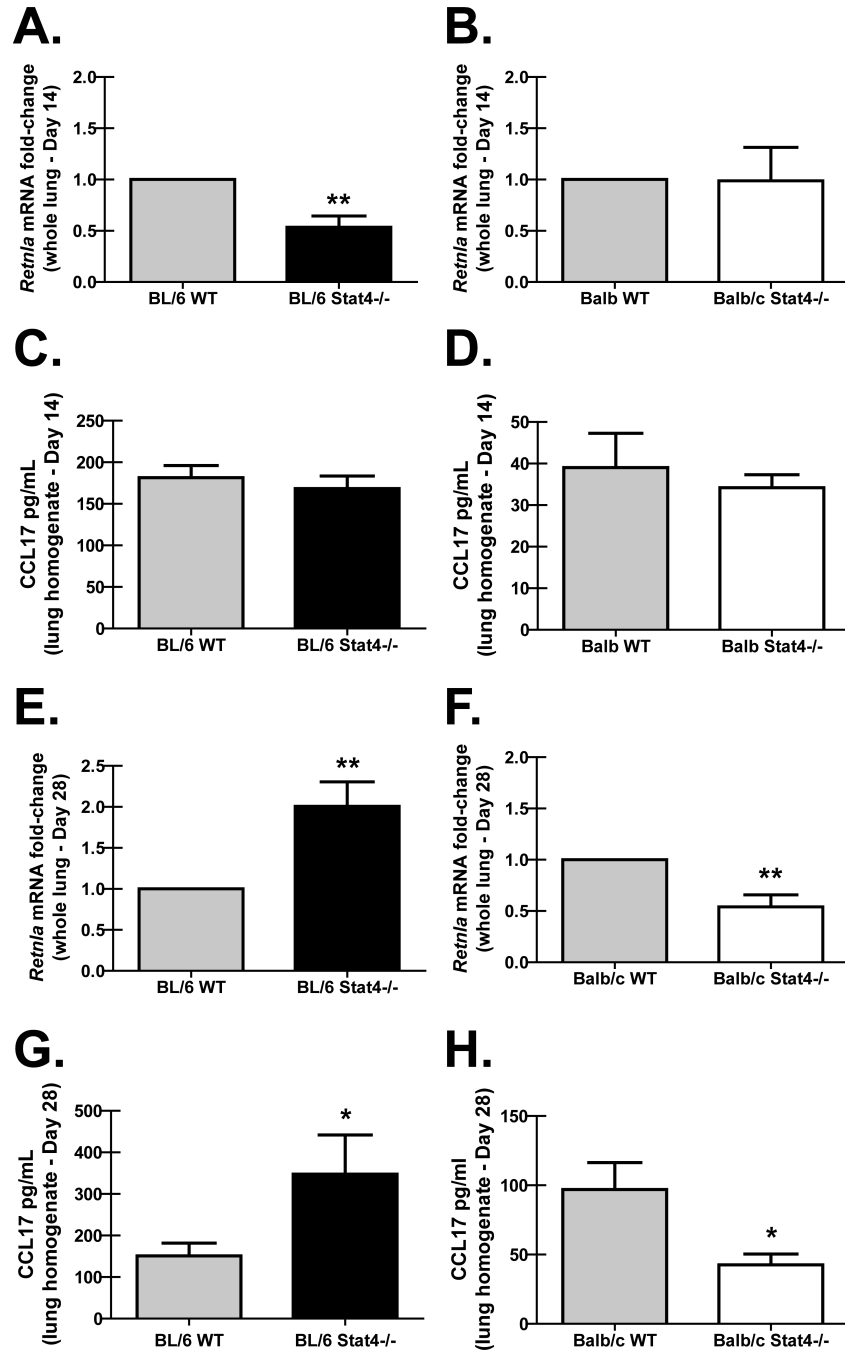 A.
Retnla mRNA fold-change
(whole lung - Day 14)
2.0
1.5
1.0
0.5
0.0
**
BL/6 WT
BL/6 Stat4-/-
B.
Retnla mRNA fold-change
(whole lung - Day 14)
2.0
1.5
1.0
0.5
0.0
Balb WT
Balb/c Stat4-/-
C.
CCL17 pg/mL
(lung homogenate - Day 14)
250
200
150
100
50
0
BL/6 WT
BL/6 Stat4-/-
D.
CCL17 pg/mL
(lung homogenate - Day 14)
50
40
30
20
10
0
Balb WT
Balb Stat4-/-
E.
Retnla mRNA fold-change
(whole lung - Day 28)
2.5
2.0
1.5
1.0
0.5
0.0
**
BL/6 WT
BL/6 Stat4-/-
F.
Retnla mRNA fold-change
(whole lung - Day 28)
2.0
1.5
1.0
0.5
0.0
**
Balb/c WT
Balb/c Stat4-/-
G.
CCL17 pg/mL
(lung homogenate - Day 28)
500
400
300
200
100
0
*
BL/6 WT
BL/6 Stat4-/-
H.
CCL17 pg/ml
(lung homogenate - Day 28)
150
100
50
0
*
Balb/c WT
Balb/c Stat4-/-